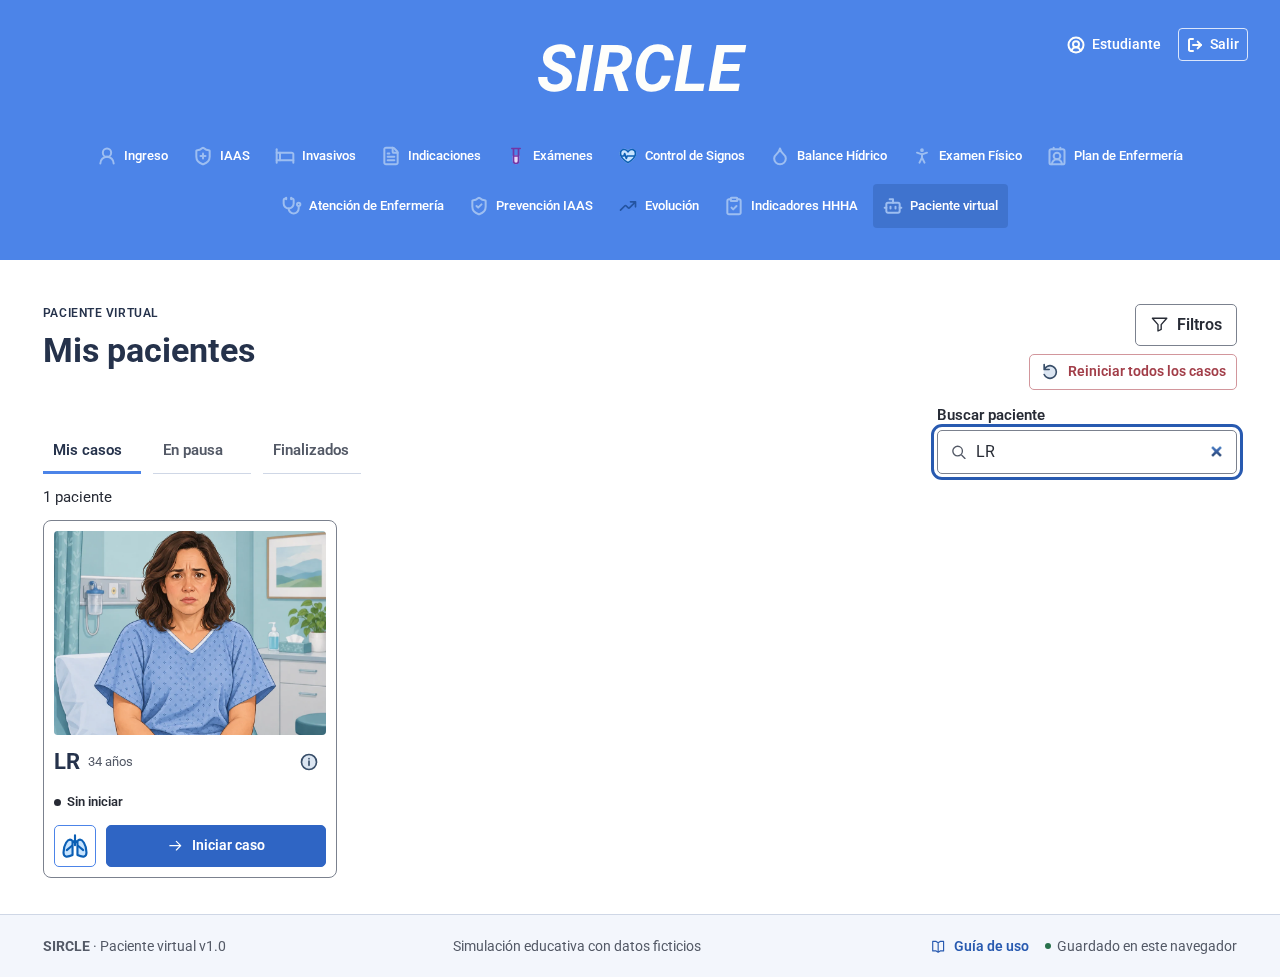 SIRCLE
Estudiante
Salir
Ingreso
IAAS
Invasivos
Indicaciones
Exámenes
Control de Signos
Balance Hídrico
Examen Físico
Plan de Enfermería
Atención de Enfermería
Prevención IAAS
Evolución
Indicadores HHHA
Paciente virtual
PACIENTE VIRTUAL
Mis pacientes
Filtros
Reiniciar todos los casos
Buscar paciente
LR
Mis casos
En pausa
Finalizados
1 paciente
LR 34 años
Sin iniciar
Iniciar caso
SIRCLE · Paciente virtual v1.0
Simulación educativa con datos ficticios
Guía de uso
Guardado en este navegador